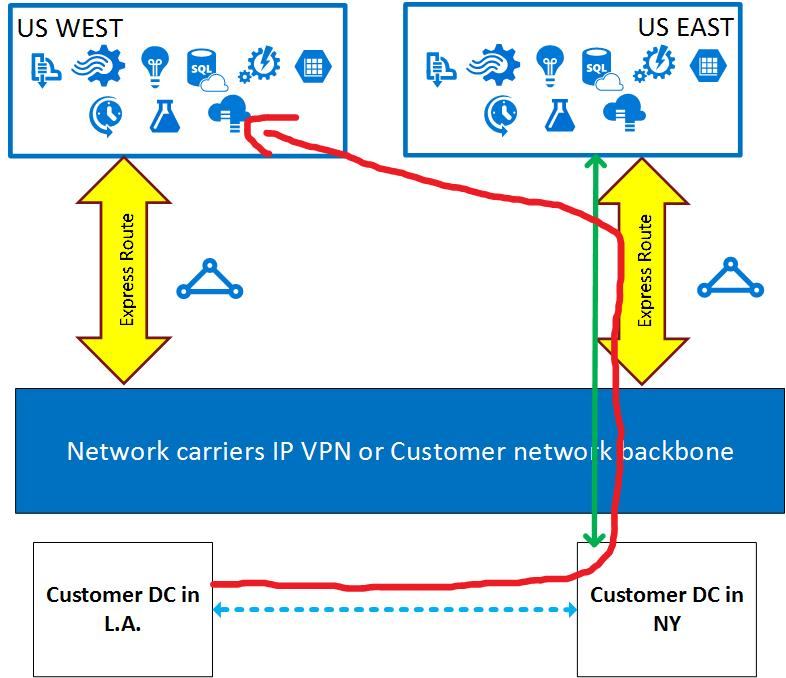 US WEST
US EAST
SQL
SQL
Express Route
Express Route
Network carriers IP VPN or Customer network backbone
Customer DC in
L.A.
Customer DC in
NY